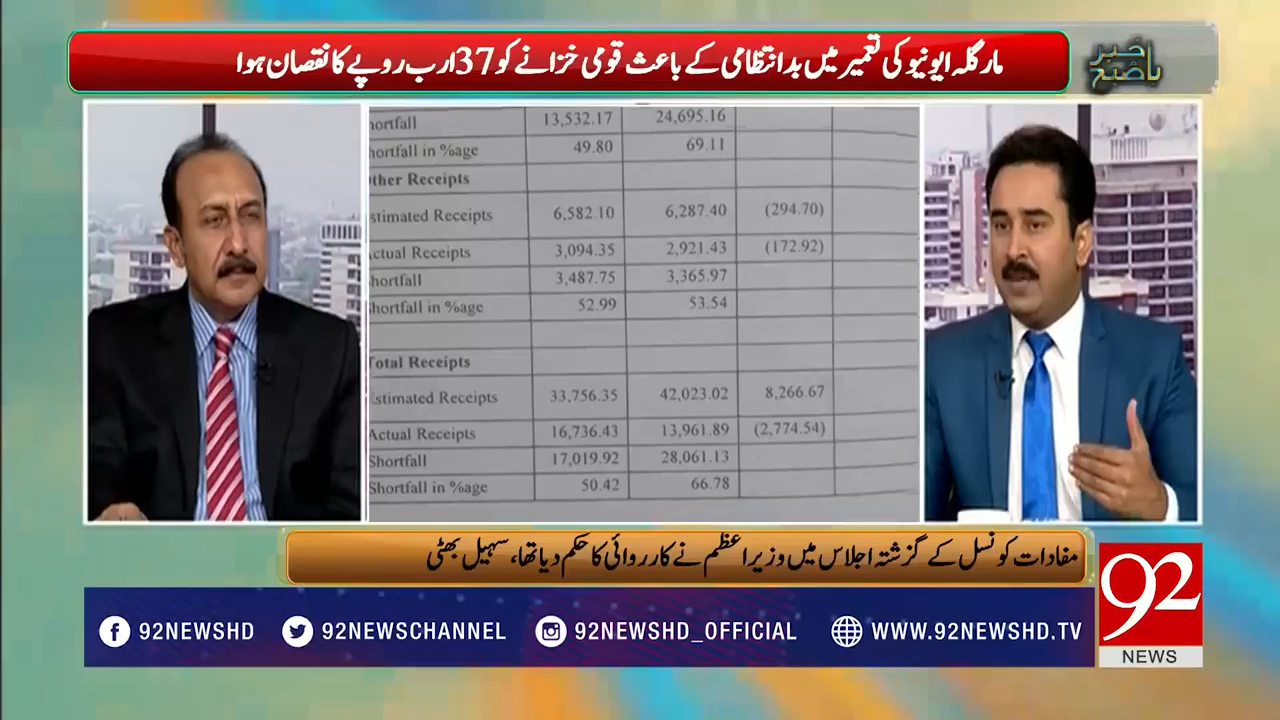 مارگلہ ایونیو کی تعمیر میں بدانتظامی کے باعث قومی خزانے کو 37 ارب روپے کا نقصان ہوا
باخبر صبح
hortfall 13,532.17 24,695.16
hortfall in %age 49.80 69.11
ther Receipts
stimated Receipts 6,582.10 6,287.40 (294.70)
ctual Receipts 3,094.35 2,921.43 (172.92)
hortfall 3,487.75 3,365.97
hortfall in %age 52.99 53.54
Total Receipts
stimated Receipts 33,756.35 42,023.02 8,266.67
Actual Receipts 16,736.43 13,961.89 (2,774.54)
Shortfall 17,019.92 28,061.13
Shortfall in %age 50.42 66.78
مفادات کونسل کے گزشتہ اجلاس میں وزیراعظم نے کارروائی کا حکم دیا تھا، سہیل بھٹی
92NEWSHD 92NEWSCHANNEL 92NEWSHD_OFFICIAL WWW.92NEWSHD.TV
92
NEWS